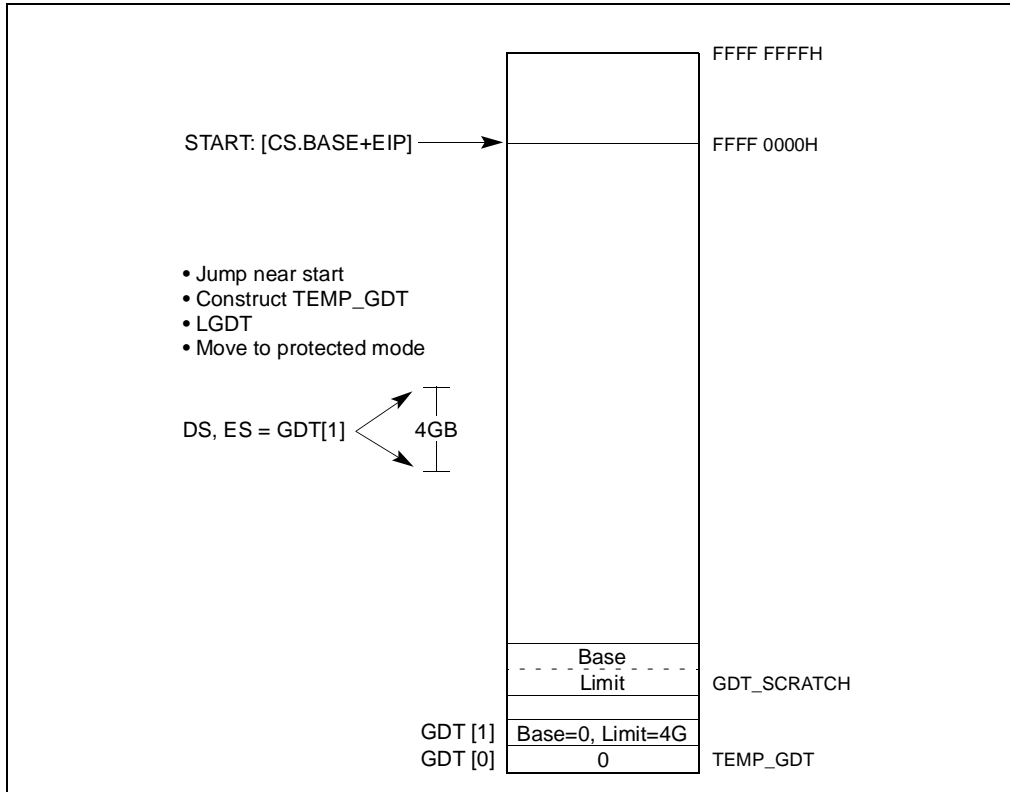 FFFF FFFFH
START: [CS.BASE+EIP]
FFFF 0000H
• Jump near start
• Construct TEMP_GDT
• LGDT
• Move to protected mode
DS, ES = GDT[1]
4GB
Base
Limit
GDT_SCRATCH
GDT [1]
Base=0, Limit=4G
GDT [0]
0
TEMP_GDT